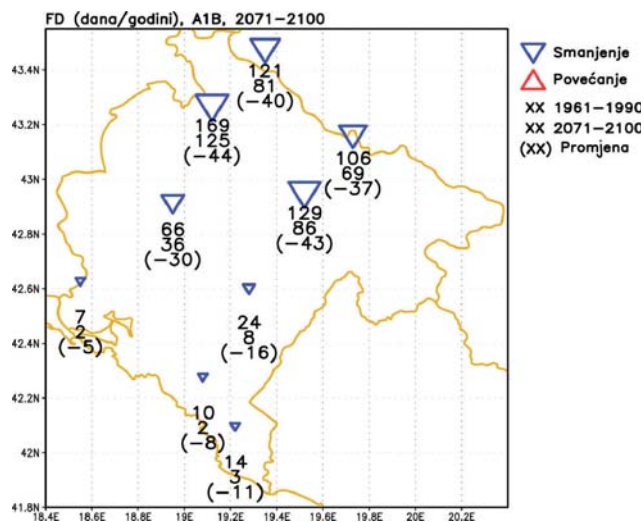 FD (dana/godini), A1B, 2071-2100
43.4N
43.2N
43N
42.8N
42.6N
42.4N
42.2N
42N
41.8N
18.4E
18.6E
18.8E
19E
19.2E
19.4E
19.6E
19.8E
20E
20.2E
121
81
(-40)
169
125
(-44)
106
69
(-37)
129
86
(-43)
66
36
(-30)
7
2
(-5)
24
8
(-16)
10
2
(-8)
14
3
(-11)
Smanjenje
Povećanje
XX 1961-1990
XX 2071-2100
(XX) Promjena